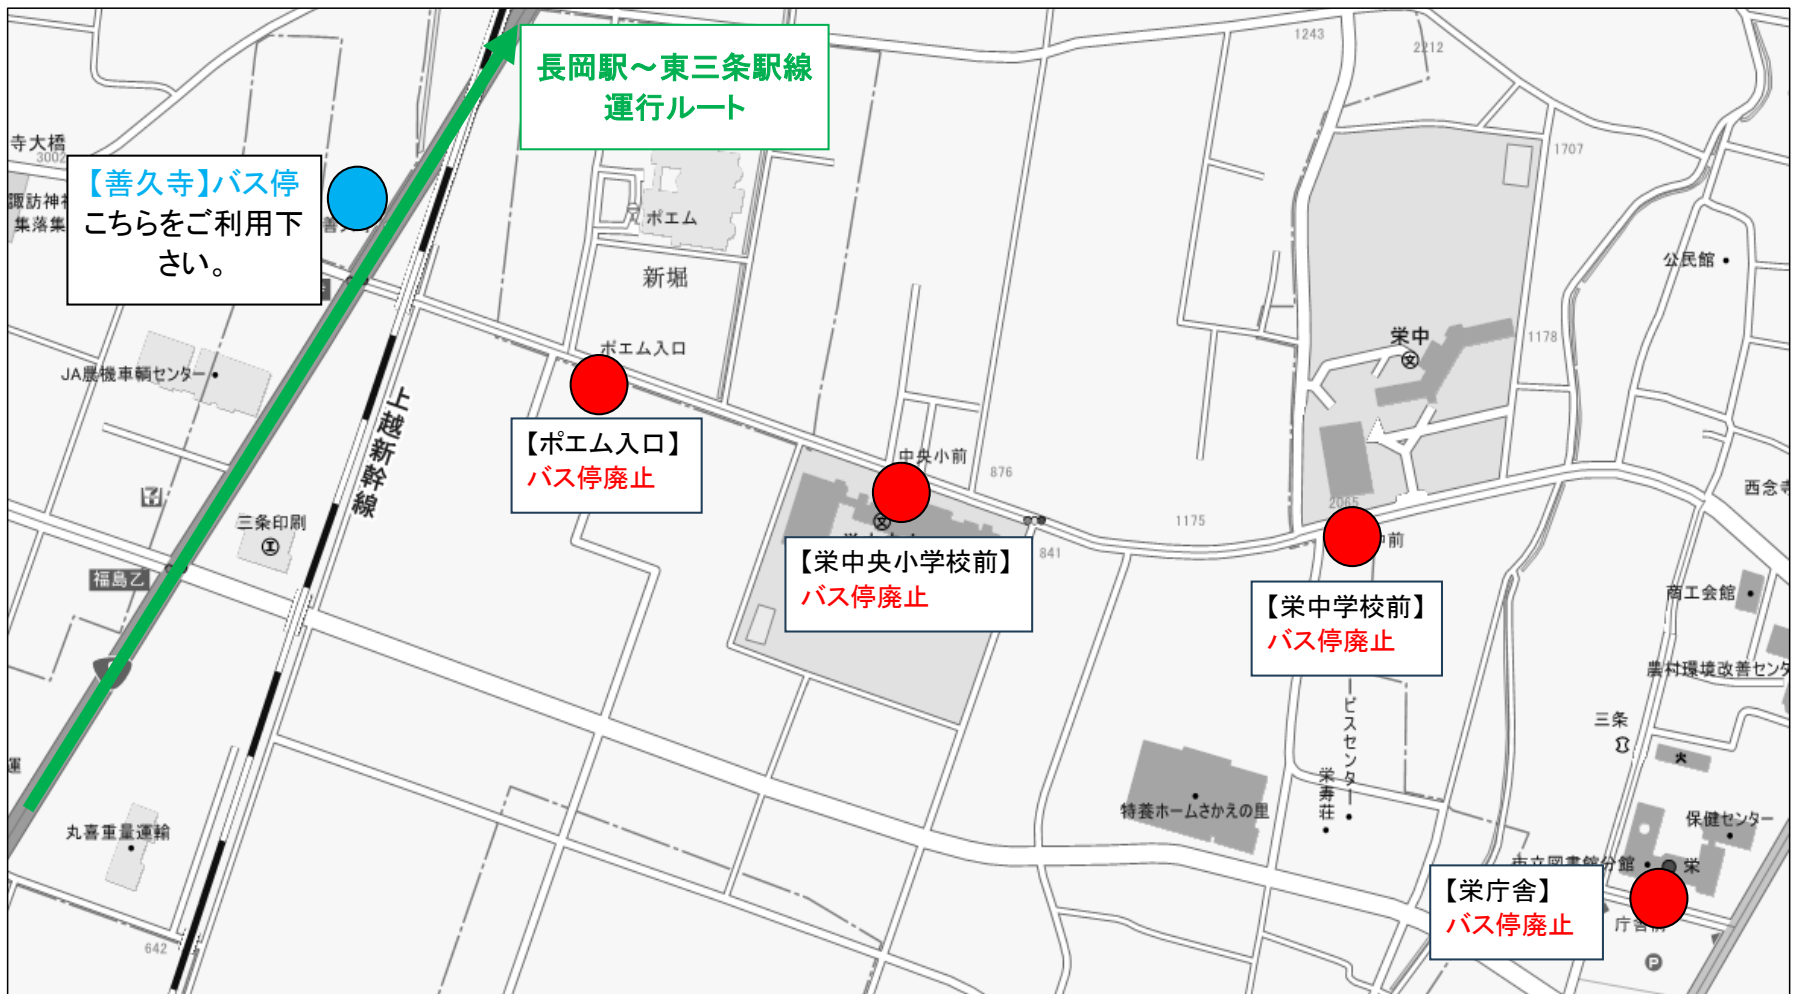 長岡駅～東三条駅線
運行ルート
1243
2212
寺大橋
3002
1707
【善久寺】バス停
こちらをご利用下
さい。
諏訪神社
集落集
ポエム
新堀
公民館
栄中
文
1178
ポエム入口
JA農機車輌センター
上越新幹線
【ポエム入口】
バス停廃止
中央小前
876
西念寺
2065
1175
三条印刷
文
841
中前
【栄中央小学校前】
バス停廃止
福島乙
商工会館
【栄中学校前】
バス停廃止
農村環境改善センタ
ービスセンター
三条
運
栄寿荘
特養ホームさかえの里
保健センター
丸喜重量運輸
市立図書館分館
栄
【栄庁舎】
バス停廃止
庁舎前
642
P